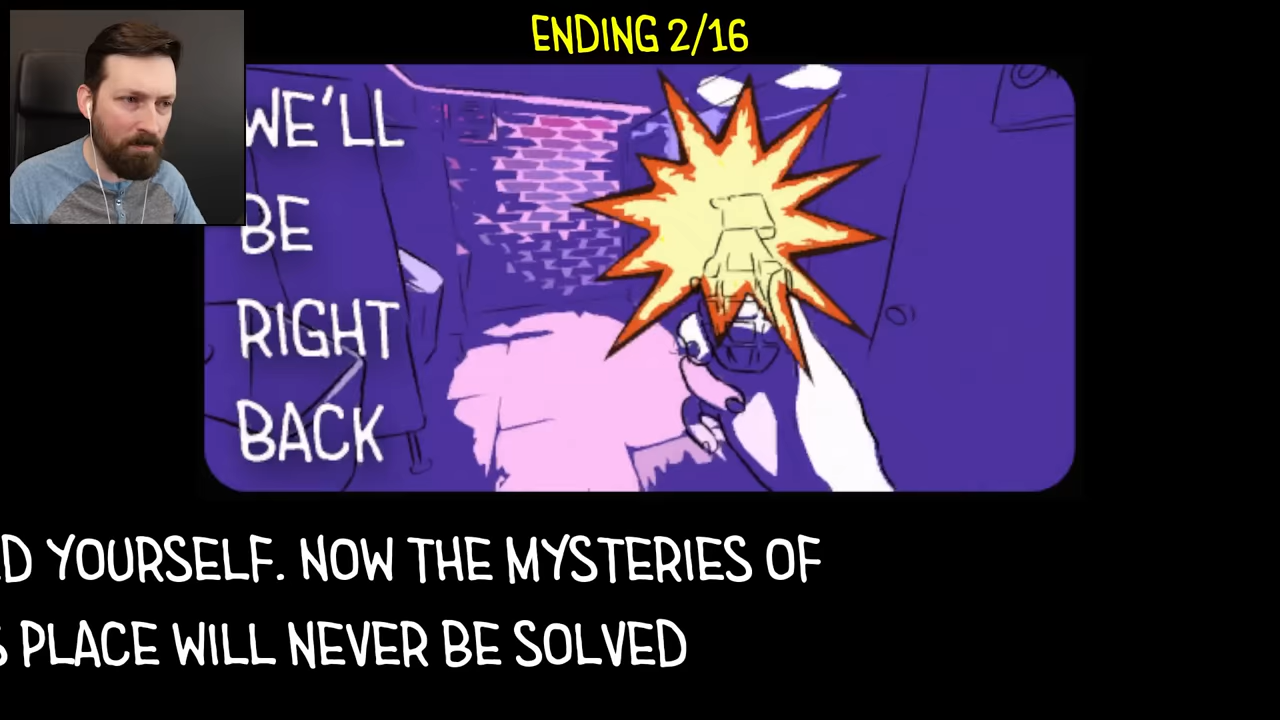 ENDING 2/16
WE'LL
BE
RIGHT
BACK
YOURSELF. NOW THE MYSTERIES OF
PLACE WILL NEVER BE SOLVED